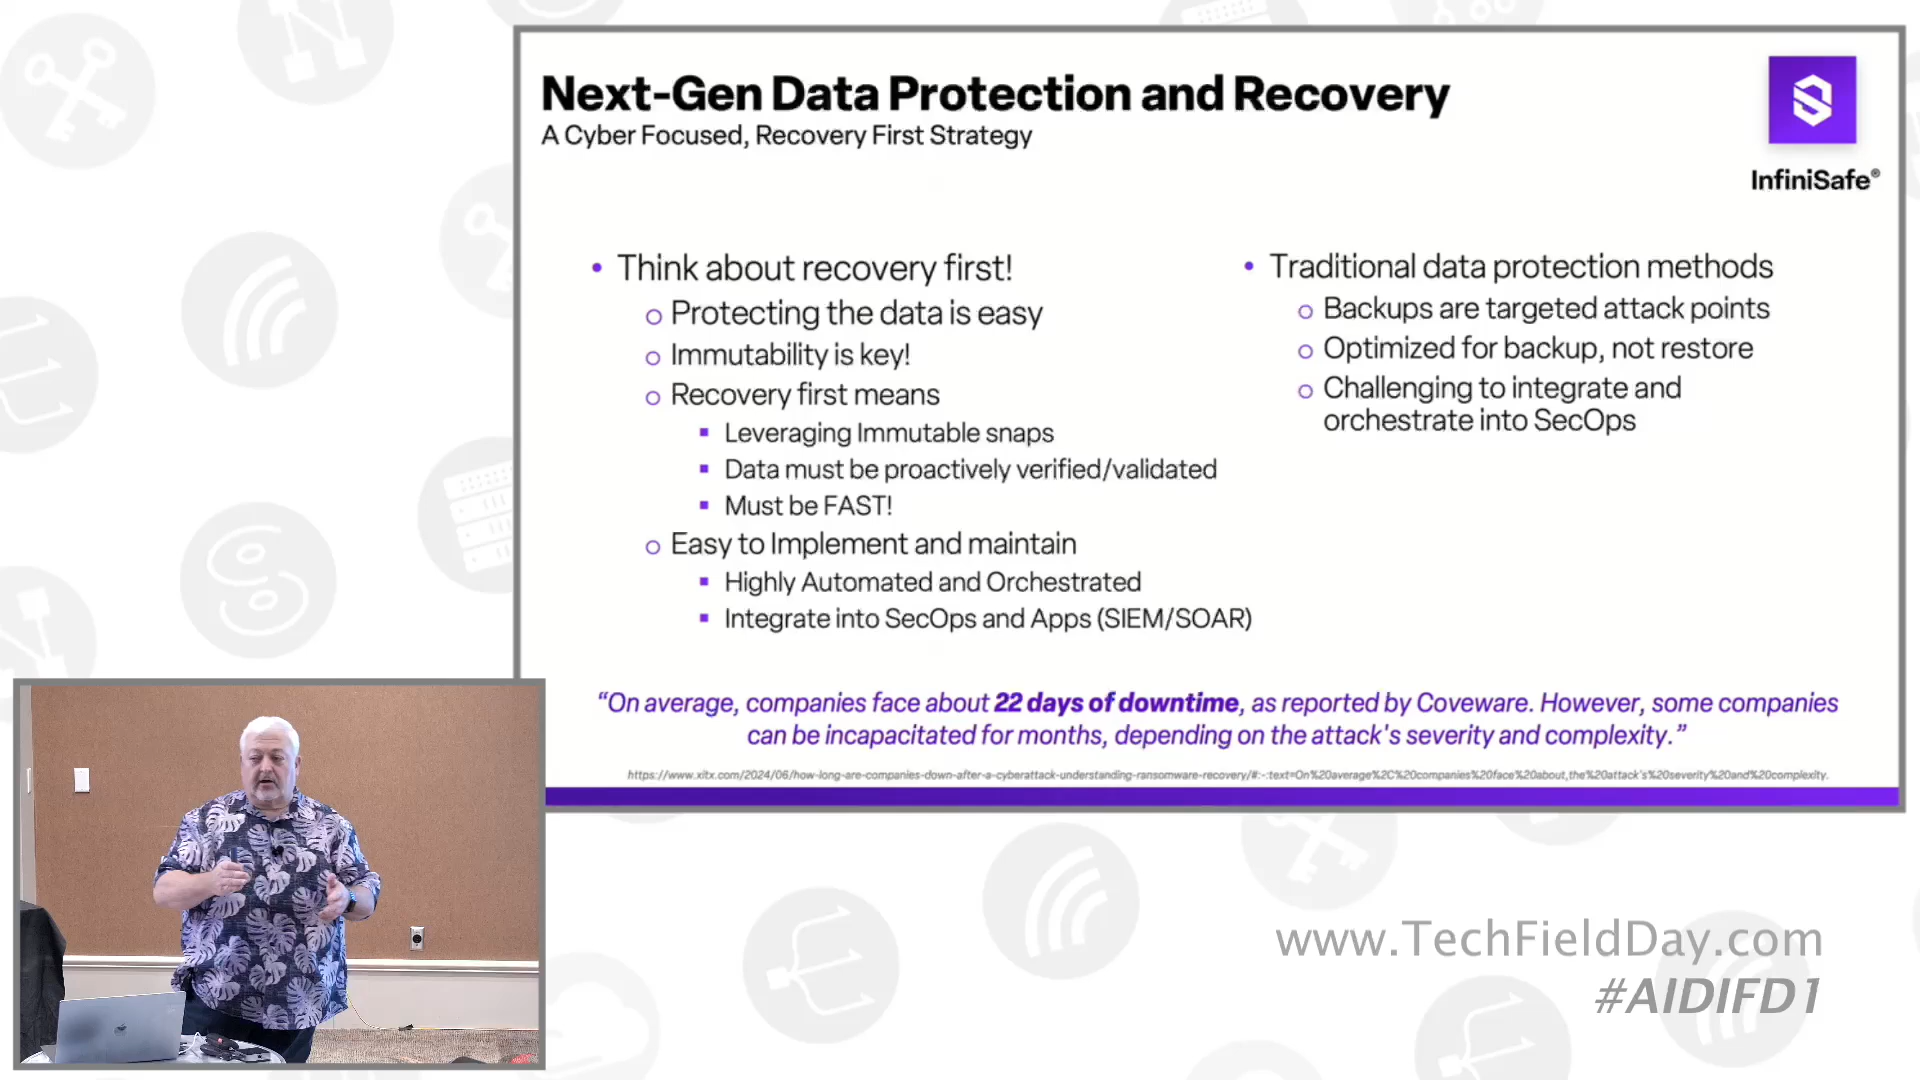 Next-Gen Data Protection and Recovery
A Cyber Focused, Recovery First Strategy
InfiniSafe®
• Think about recovery first!
○ Protecting the data is easy
○ Immutability is key!
○ Recovery first means
▪ Leveraging Immutable snaps
▪ Data must be proactively verified/validated
▪ Must be FAST!
○ Easy to Implement and maintain
▪ Highly Automated and Orchestrated
▪ Integrate into SecOps and Apps (SIEM/SOAR)
• Traditional data protection methods
○ Backups are targeted attack points
○ Optimized for backup, not restore
○ Challenging to integrate and
orchestrate into SecOps
“On average, companies face about 22 days of downtime, as reported by Coveware. However, some companies
can be incapacitated for months, depending on the attack's severity and complexity.”
https://www.xitx.com/2024/06/how-long-are-companies-down-after-a-cyberattack-understanding-ransomware-recovery/#:~:text=On%20average%2C%20companies%20face%20about,the%20attack's%20severity%20and%20complexity.
www.TechFieldDay.com
#AIDIFD1